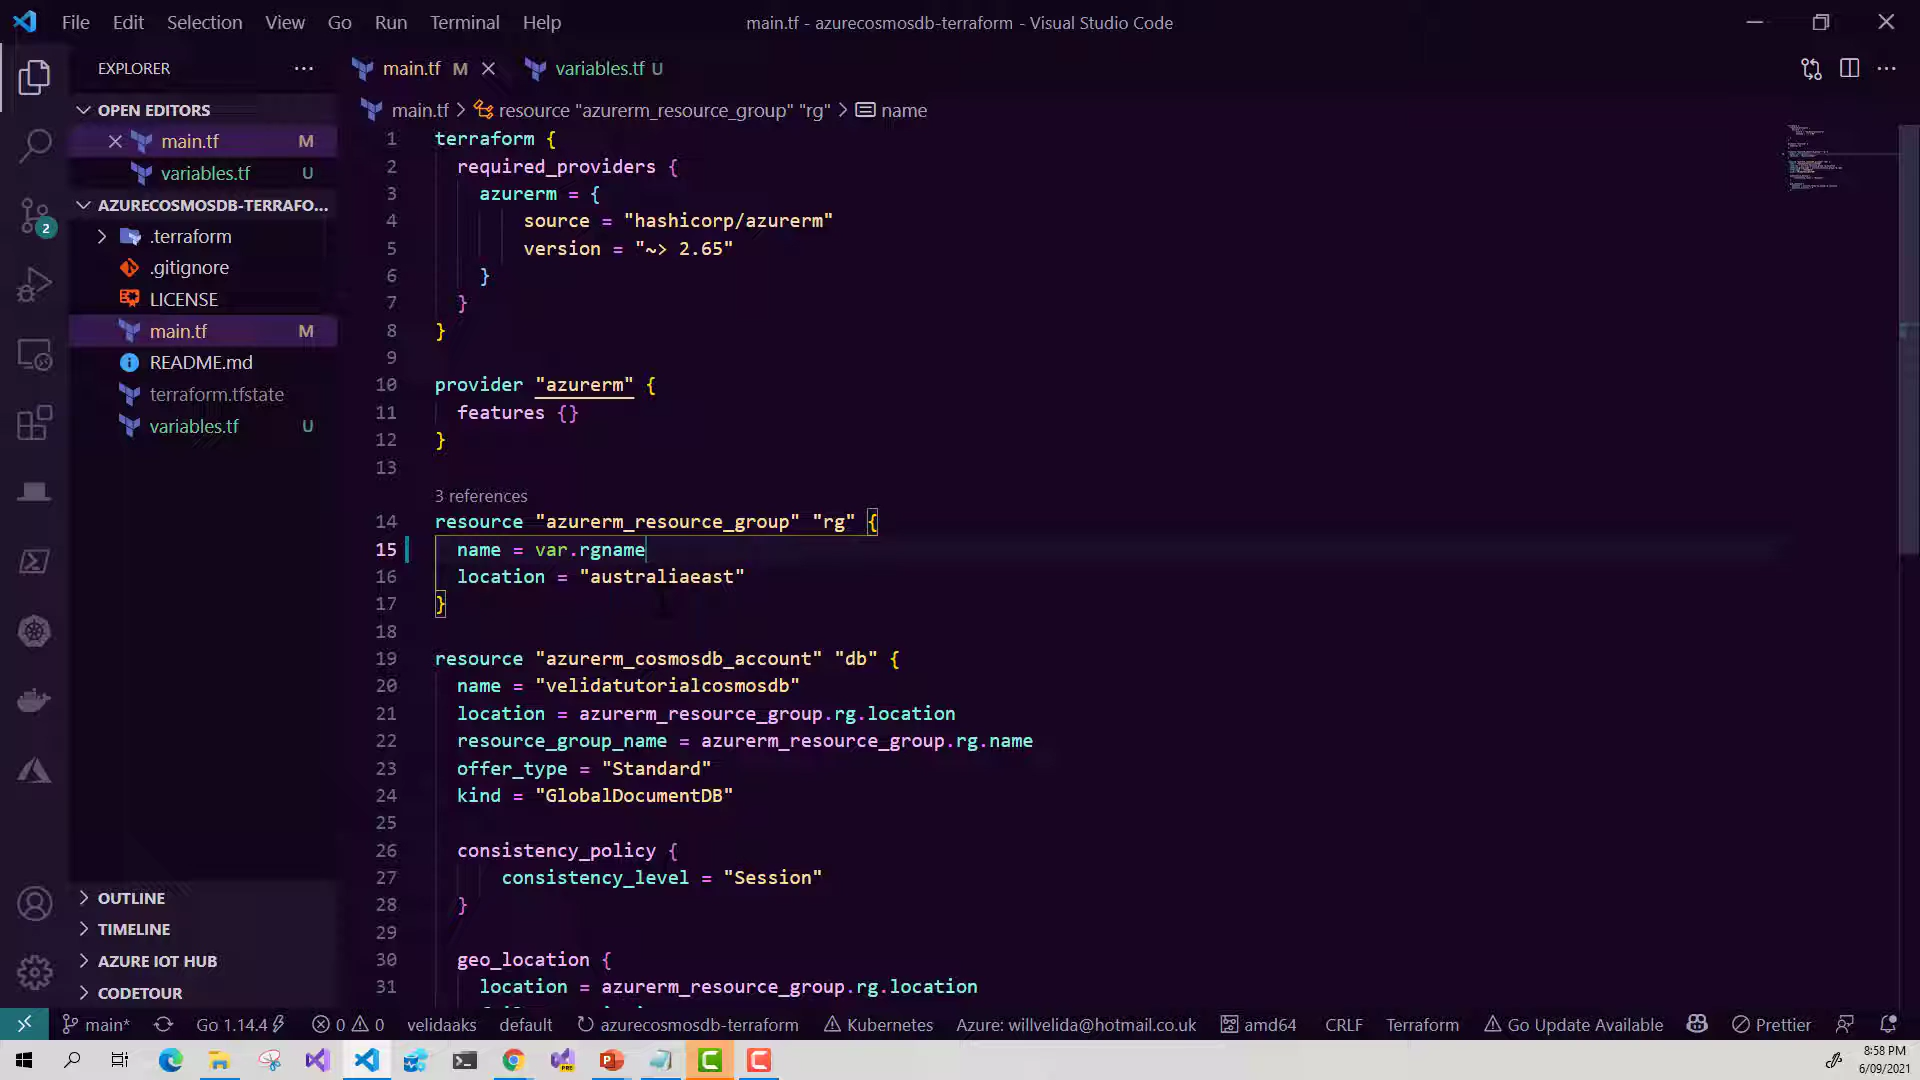 File Edit Selection View Go Run Terminal Help
main.tf - azurecosmosdb-terraform - Visual Studio Code
EXPLORER
main.tf M
variables.tf U
OPEN EDITORS
main.tf > resource "azurerm_resource_group" "rg" > name
main.tf M
variables.tf U
AZURECOSMOSDB-TERRAFO...
.terraform
.gitignore
LICENSE
main.tf M
README.md
terraform.tfstate
variables.tf U
2
OUTLINE
TIMELINE
AZURE IOT HUB
CODETOUR
1 terraform {
2 required_providers {
3 azurerm = {
4 source = "hashicorp/azurerm"
5 version = "~> 2.65"
6 }
7 }
8 }
9
10 provider "azurerm" {
11 features {}
12 }
13
3 references
14 resource "azurerm_resource_group" "rg" {
15 name = var.rgname
16 location = "australiaeast"
17 }
18
19 resource "azurerm_cosmosdb_account" "db" {
20 name = "velidatutorialcosmosdb"
21 location = azurerm_resource_group.rg.location
22 resource_group_name = azurerm_resource_group.rg.name
23 offer_type = "Standard"
24 kind = "GlobalDocumentDB"
25
26 consistency_policy {
27 consistency_level = "Session"
28 }
29
30 geo_location {
31 location = azurerm_resource_group.rg.location
main* Go 1.14.4 0 0 velidaaks default azurecosmosdb-terraform Kubernetes Azure: willvelida@hotmail.co.uk amd64 CRLF Terraform Go Update Available Prettier
8:58 PM
6/09/2021